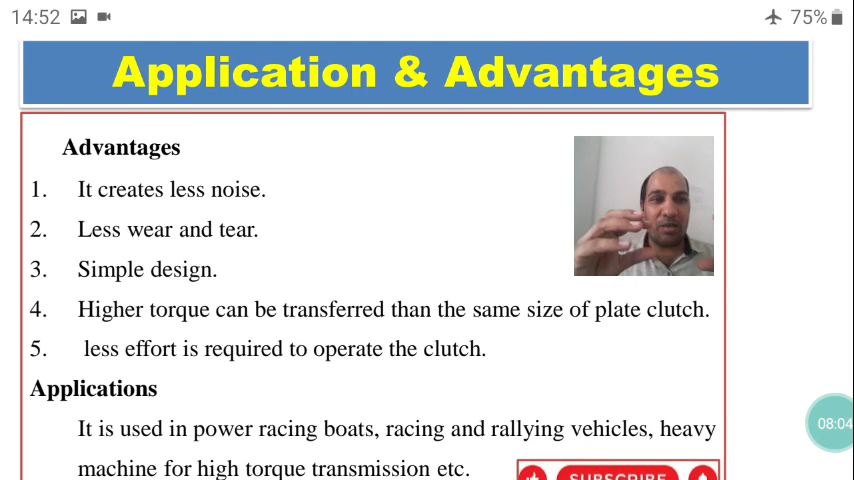 14:52
75%
Application & Advantages
Advantages
1. It creates less noise.
2. Less wear and tear.
3. Simple design.
4. Higher torque can be transferred than the same size of plate clutch.
5. less effort is required to operate the clutch.
Applications
It is used in power racing boats, racing and rallying vehicles, heavy
machine for high torque transmission etc.
08:04
SUBSCRIBE